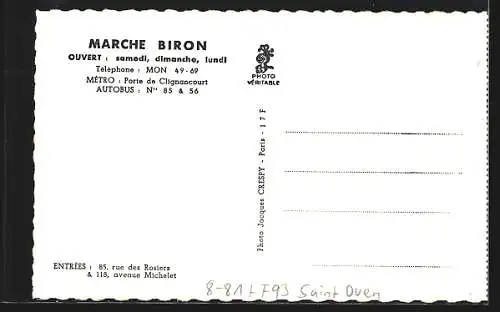 MARCHE BIRON
OUVERT : samedi, dimanche, lundi
Téléphone : MON 49-69
MÉTRO : Porte de Clignancourt
AUTOBUS : Nos 85 & 56
PHOTO
VÉRITABLE
Photo Jacques CRESPY - Paris - 17 F
ENTRÉES : 85, rue des Rosiers
& 118, avenue Michelet
8-81 F93 Saint Ouen